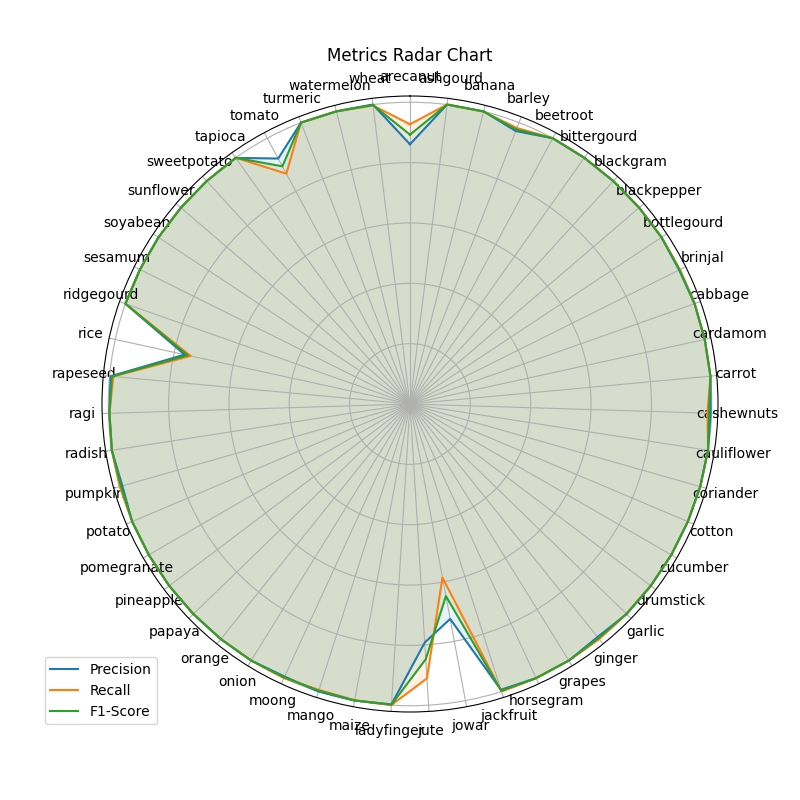 Metrics Radar Chart
arecanut
ashgourd
banana
barley
beetroot
bittergourd
blackgram
blackpepper
bottlegourd
brinjal
cabbage
cardamom
carrot
cashewnuts
cauliflower
coriander
cotton
cucumber
drumstick
garlic
ginger
grapes
horsegram
jackfruit
jowar
jute
ladyfinger
maize
mango
moong
onion
orange
papaya
pineapple
pomegranate
potato
pumpkin
radish
ragi
rapeseed
rice
ridgegourd
sesamum
soyabean
sunflower
sweetpotato
tapioca
tomato
turmeric
watermelon
wheat
Precision
Recall
F1-Score